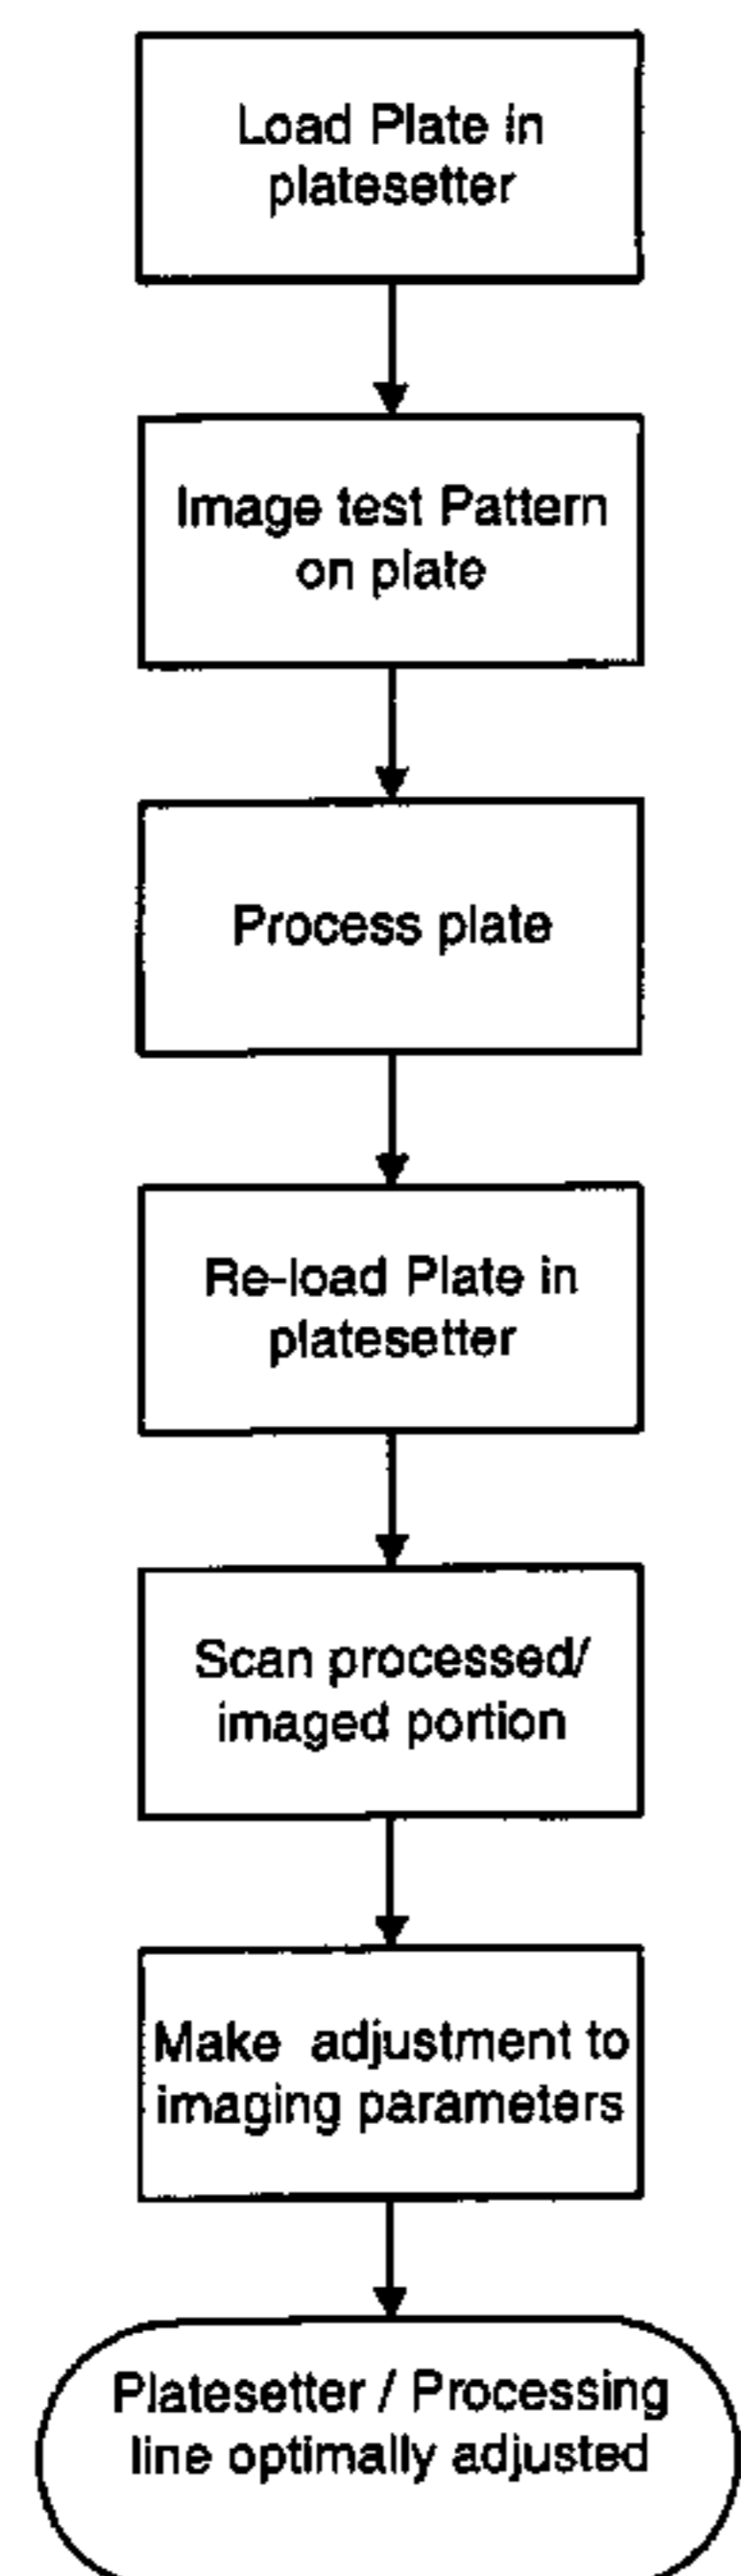 Load Plate in
platesetter
Image test Pattern
on plate
Process plate
Re-load Plate in
platesetter
Scan processed/
imaged portion
Make adjustment to
imaging parameters
Platesetter / Processing
line optimally adjusted